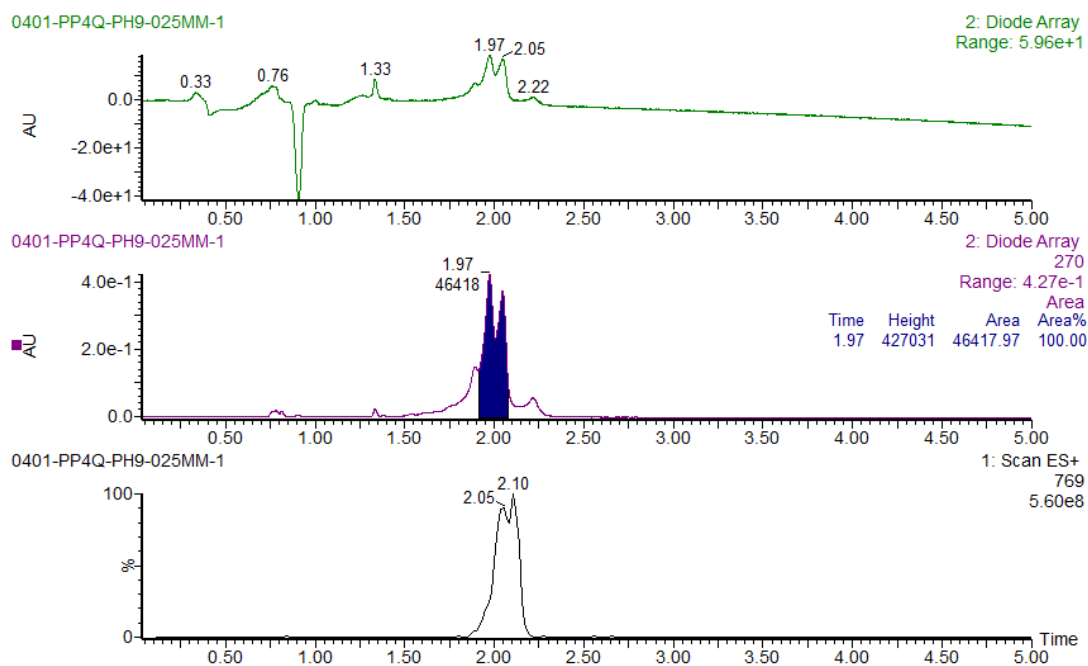 0401-PP4Q-PH9-025MM-1
2: Diode Array
Range: 5.96e+1
1.97
2.05
1.33
0.76
0.33
2.22
0.0
AU
-2.0e+1
-4.0e+1
0.50 1.00 1.50 2.00 2.50 3.00 3.50 4.00 4.50 5.00
0401-PP4Q-PH9-025MM-1
2: Diode Array
270
Range: 4.27e-1
Area
1.97
46418
4.0e-1
Time Height Area Area%
1.97 427031 46417.97 100.00
AU
2.0e-1
0.0
0.50 1.00 1.50 2.00 2.50 3.00 3.50 4.00 4.50 5.00
0401-PP4Q-PH9-025MM-1
1: Scan ES+
769
5.60e8
2.10
2.05
100
%
0
Time
0.50 1.00 1.50 2.00 2.50 3.00 3.50 4.00 4.50 5.00